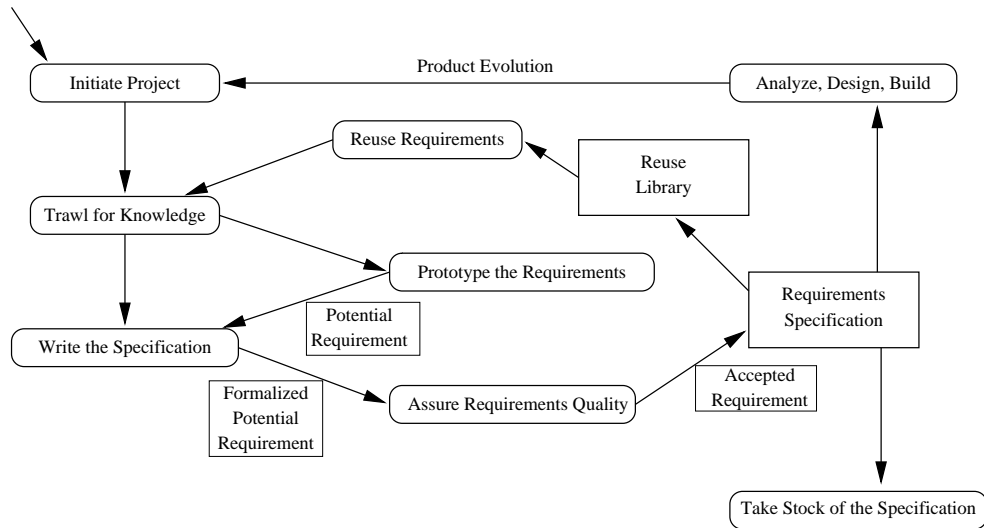 Initiate Project
Product Evolution
Analyze, Design, Build
Reuse Requirements
Reuse
Library
Trawl for Knowledge
Prototype the Requirements
Requirements
Specification
Potential
Requirement
Write the Specification
Formalized
Potential
Requirement
Assure Requirements Quality
Accepted
Requirement
Take Stock of the Specification